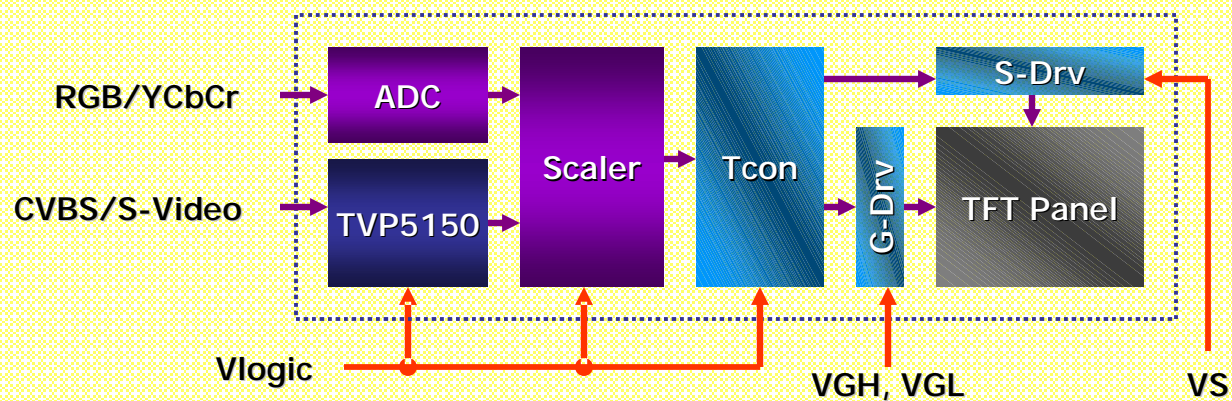 RGB/YCbCr
ADC
S-Drv
Scaler
Tcon
G-Drv
TFT Panel
CVBS/S-Video
TVP5150
Vlogic
VGH, VGL
VS